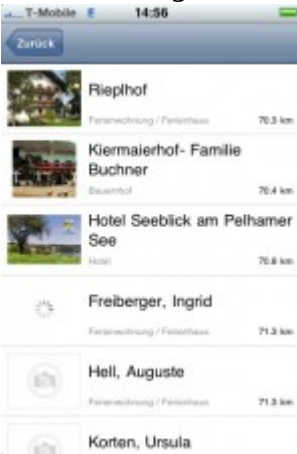 T-Mobile E 14:56
Zurück
Rieplhof
Ferienwohnung / Ferienhaus 70.3 km
Kiermaierhof- Familie
Buchner
Bauernhof 70.4 km
Hotel Seeblick am Pelhamer
See
Hotel 70.8 km
Freiberger, Ingrid
Ferienwohnung / Ferienhaus 71.3 km
Hell, Auguste
Ferienwohnung / Ferienhaus 71.3 km
Korten, Ursula